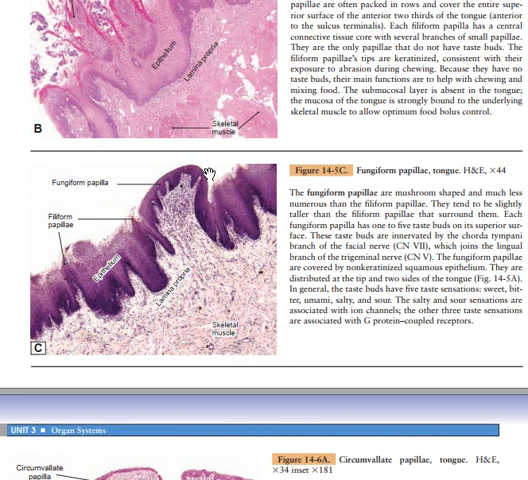 papillae are often packed in rows and cover the entire supe-
rior surface of the anterior two thirds of the tongue (anterior
to the sulcus terminalis). Each filiform papilla has a central
connective tissue core with several branches of small papillae.
They are the only papillae that do not have taste buds. The
filiform papillae's tips are keratinized, consistent with their
exposure to abrasion during chewing. Because they have no
taste buds, their main functions are to help with chewing and
mixing food. The submucosal layer is absent in the tongue;
the mucosa of the tongue is strongly bound to the underlying
skeletal muscle to allow optimum food bolus control.
Epithelium
Lamina propria
Skeletal
muscle
B
Figure 14-5C. Fungiform papillae, tongue. H&E, ×44
The fungiform papillae are mushroom shaped and much less
numerous than the filiform papillae. They tend to be slightly
taller than the filiform papillae that surround them. Each
fungiform papilla has one to five taste buds on its superior sur-
face. These taste buds are innervated by the chorda tympani
branch of the facial nerve (CN VII), which joins the lingual
branch of the trigeminal nerve (CN V). The fungiform papillae
are covered by nonkeratinized squamous epithelium. They are
distributed at the tip and two sides of the tongue (Fig. 14-5A).
In general, the taste buds have five taste sensations: sweet, bit-
ter, umami, salty, and sour. The salty and sour sensations are
associated with ion channels; the other three taste sensations
are associated with G protein–coupled receptors.
Fungiform papilla
Filiform
papillae
Epithelium
Lamina propria
Skeletal
muscle
C
UNIT 3 ■ Organ Systems
Figure 14-6A. Circumvallate papillae, tongue. H&E,
×34 inset ×181
Circumvallate
papilla